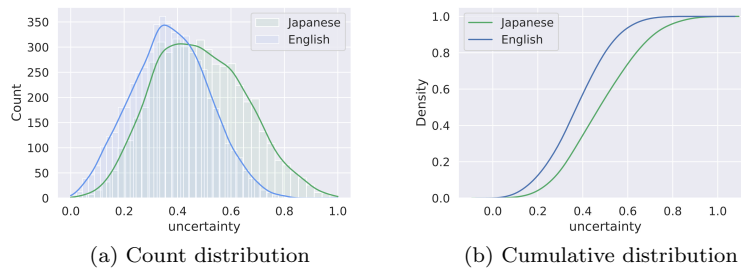 Japanese
English
350
300
250
200
150
100
50
0
Count
0.0 0.2 0.4 0.6 0.8 1.0
uncertainty
(a) Count distribution
Japanese
English
1.0
0.8
0.6
0.4
0.2
0.0
Density
0.0 0.2 0.4 0.6 0.8 1.0
uncertainty
(b) Cumulative distribution